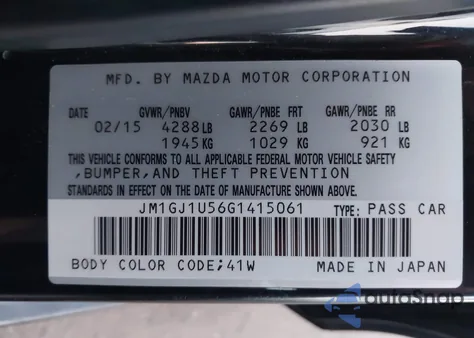 MFD. BY MAZDA MOTOR CORPORATION
DATE GVWR/PNBV GAWR/PNBE FRT GAWR/PNBE RR
02/15 4288 LB 2269 LB 2030 LB
1945 KG 1029 KG 921 KG
THIS VEHICLE CONFORMS TO ALL APPLICABLE FEDERAL MOTOR VEHICLE SAFETY
,BUMPER,AND THEFT PREVENTION
STANDARDS IN EFFECT ON THE DATE OF MANUFACTURE SHOWN ABOVE.
JM1GJ1U56G1415061 TYPE: PASS CAR
BODY COLOR CODE;41W MADE IN JAPAN
autoSnap